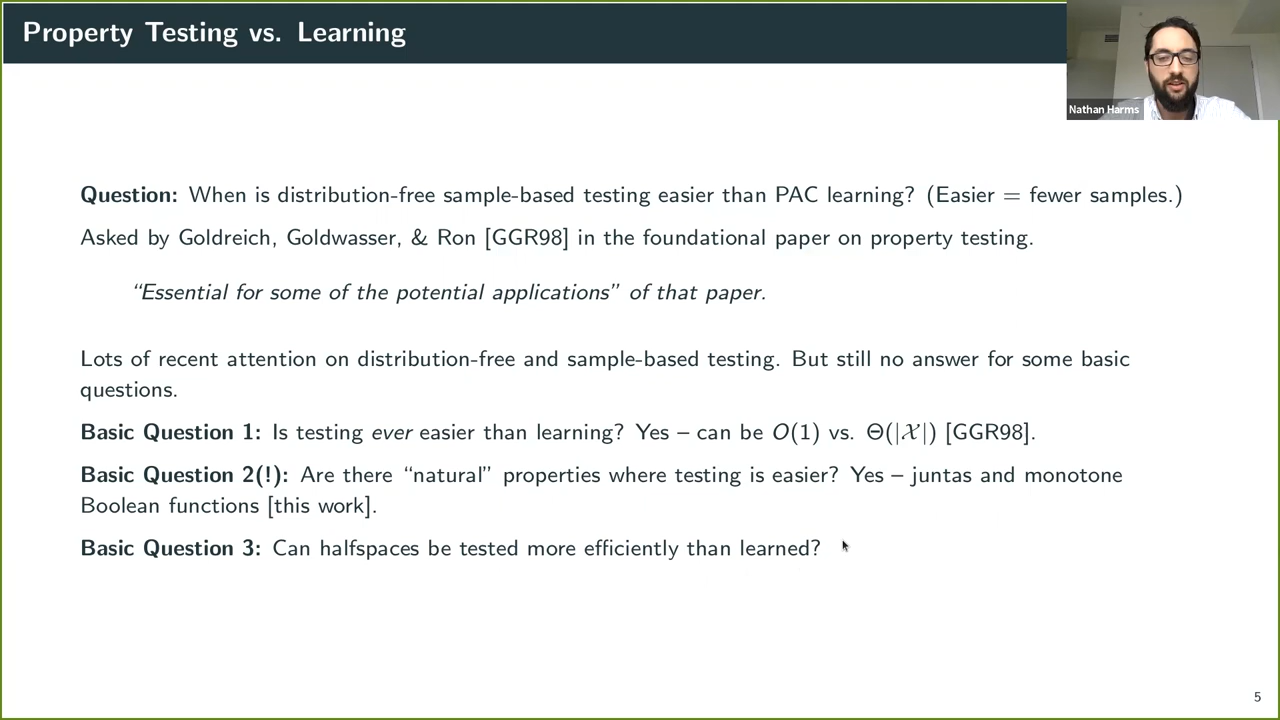 Property Testing vs. Learning
Nathan Harms
Question: When is distribution-free sample-based testing easier than PAC learning? (Easier = fewer samples.)
Asked by Goldreich, Goldwasser, & Ron [GGR98] in the foundational paper on property testing.
“Essential for some of the potential applications” of that paper.
Lots of recent attention on distribution-free and sample-based testing. But still no answer for some basic
questions.
Basic Question 1: Is testing ever easier than learning? Yes – can be O(1) vs. Θ(|𝒳|) [GGR98].
Basic Question 2(!): Are there “natural” properties where testing is easier? Yes – juntas and monotone
Boolean functions [this work].
Basic Question 3: Can halfspaces be tested more efficiently than learned?
5